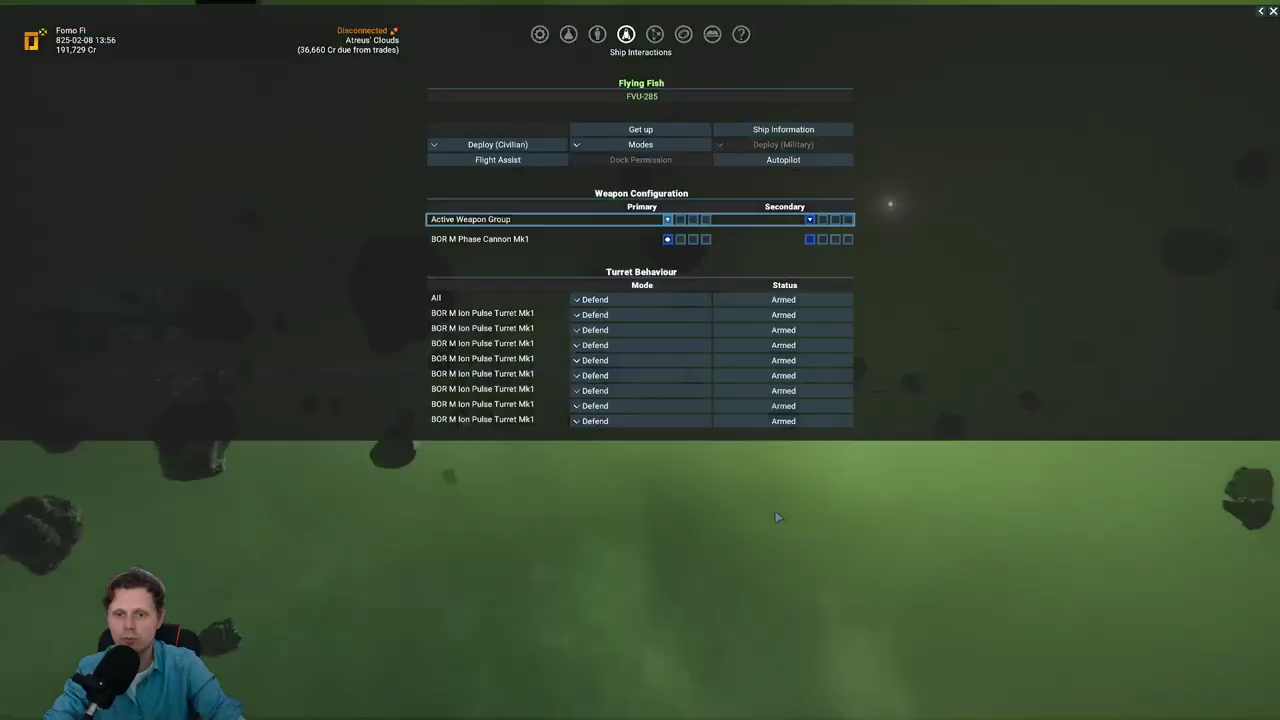 Fomo Fi
825-02-08 13:56
191,729 Cr
Disconnected
Atreus' Clouds
(36,660 Cr due from trades)
Ship Interactions
Flying Fish
FVU-285
Get up
Ship Information
Deploy (Civilian)
Modes
Deploy (Military)
Flight Assist
Dock Permission
Autopilot
Weapon Configuration
Primary
Secondary
Active Weapon Group
BOR M Phase Cannon Mk1
Turret Behaviour
Mode
Status
All Defend Armed
BOR M Ion Pulse Turret Mk1 Defend Armed
BOR M Ion Pulse Turret Mk1 Defend Armed
BOR M Ion Pulse Turret Mk1 Defend Armed
BOR M Ion Pulse Turret Mk1 Defend Armed
BOR M Ion Pulse Turret Mk1 Defend Armed
BOR M Ion Pulse Turret Mk1 Defend Armed
BOR M Ion Pulse Turret Mk1 Defend Armed
BOR M Ion Pulse Turret Mk1 Defend Armed